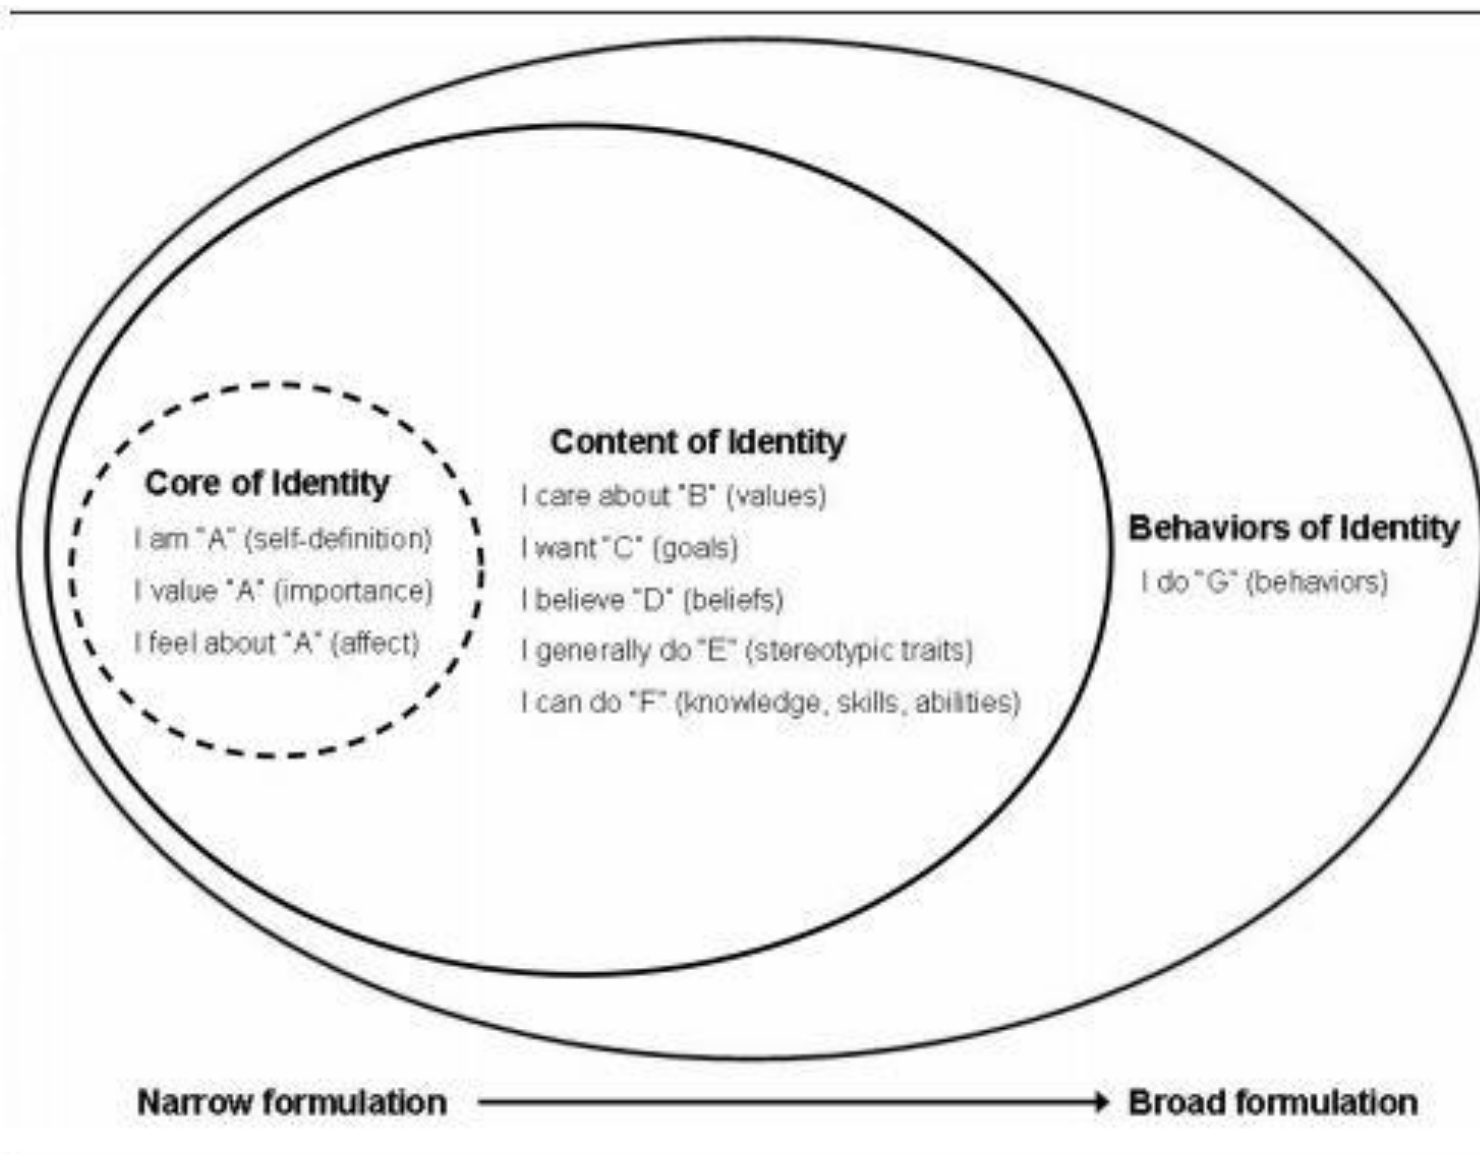 Core of Identity
I am "A" (self-definition)
I value "A" (importance)
I feel about "A" (affect)
Content of Identity
I care about "B" (values)
I want "C" (goals)
I believe "D" (beliefs)
I generally do "E" (stereotypic traits)
I can do "F" (knowledge, skills, abilities)
Behaviors of Identity
I do "G" (behaviors)
Narrow formulation
Broad formulation